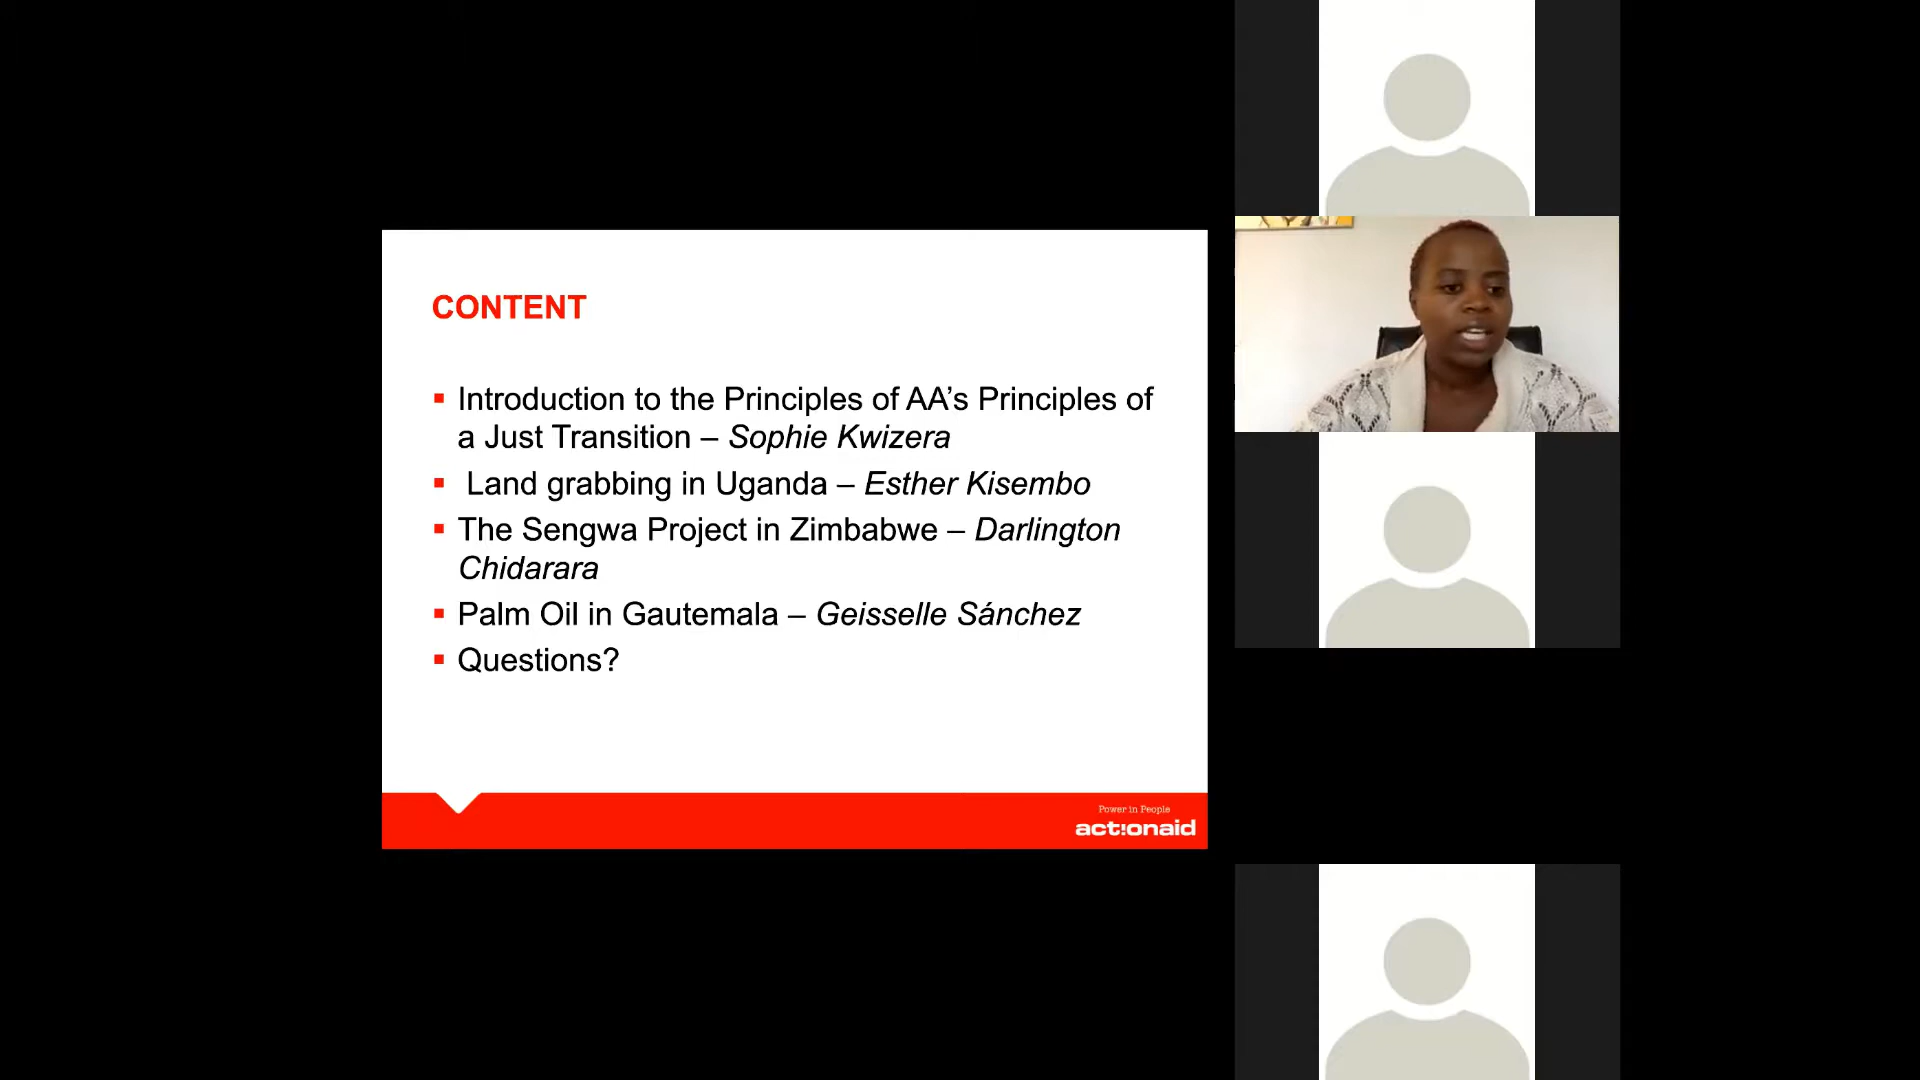 CONTENT
Introduction to the Principles of AA’s Principles of
a Just Transition – Sophie Kwizera
Land grabbing in Uganda – Esther Kisembo
The Sengwa Project in Zimbabwe – Darlington
Chidarara
Palm Oil in Gautemala – Geisselle Sánchez
Questions?
Power in People
act!onaid